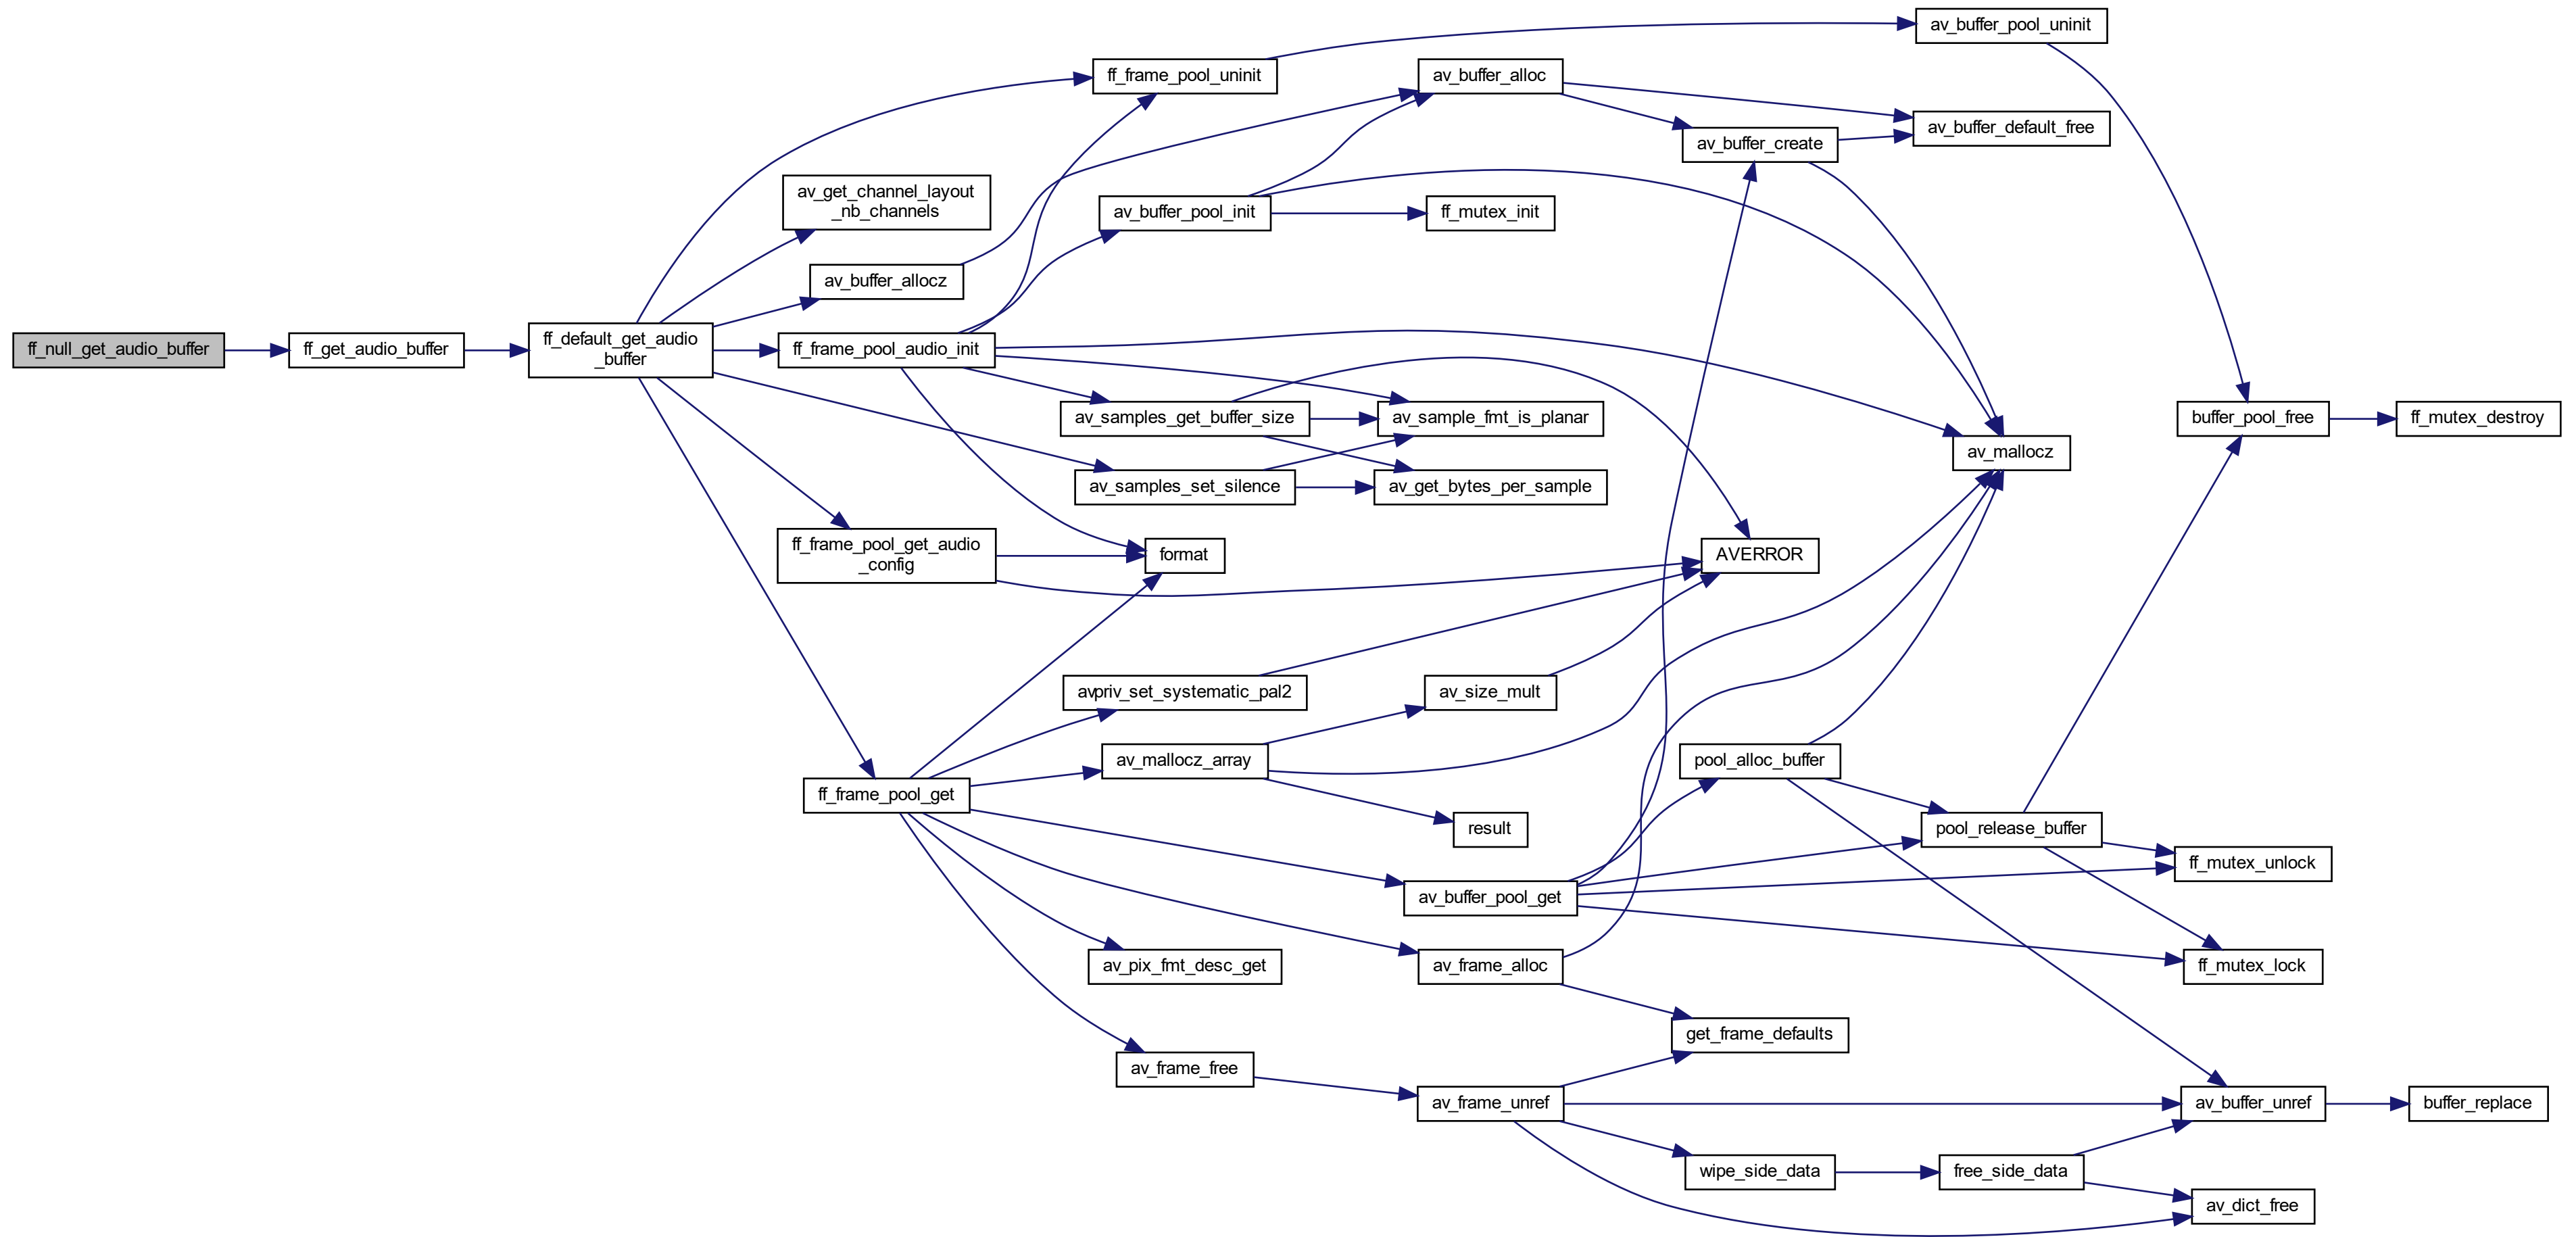 av_buffer_pool_uninit
ff_frame_pool_uninit
av_buffer_alloc
av_buffer_default_free
av_buffer_create
av_get_channel_layout
_nb_channels
av_buffer_pool_init
ff_mutex_init
av_buffer_allocz
ff_null_get_audio_buffer
ff_get_audio_buffer
ff_default_get_audio
_buffer
ff_frame_pool_audio_init
av_samples_get_buffer_size
av_sample_fmt_is_planar
buffer_pool_free
ff_mutex_destroy
av_mallocz
av_samples_set_silence
av_get_bytes_per_sample
ff_frame_pool_get_audio
_config
format
AVERROR
avpriv_set_systematic_pal2
av_size_mult
av_mallocz_array
pool_alloc_buffer
ff_frame_pool_get
result
pool_release_buffer
ff_mutex_unlock
av_buffer_pool_get
av_pix_fmt_desc_get
av_frame_alloc
ff_mutex_lock
get_frame_defaults
av_frame_free
av_frame_unref
av_buffer_unref
buffer_replace
wipe_side_data
free_side_data
av_dict_free